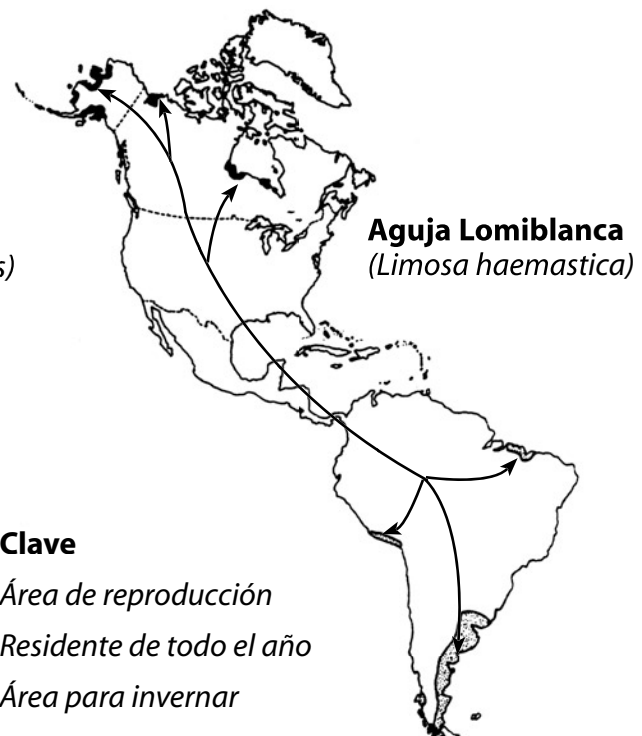 Aguja Lomiblanca
(Limosa haemastica)
s)
Clave
Área de reproducción
Residente de todo el año
Área para invernar